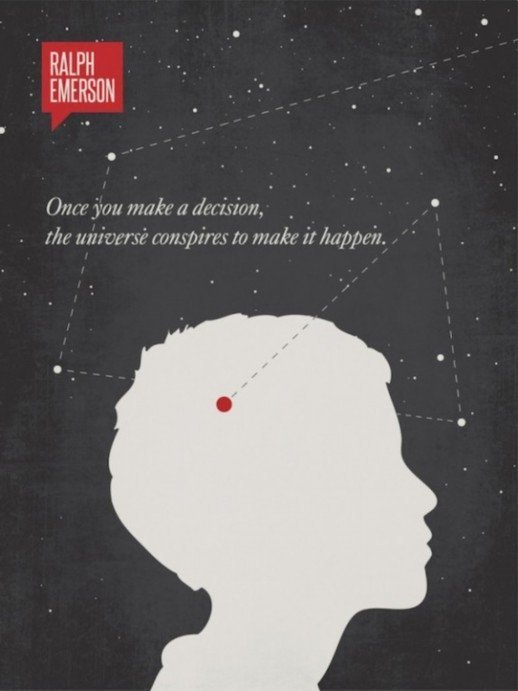 RALPH
EMERSON
Once you make a decision,
the universe conspires to make it happen.